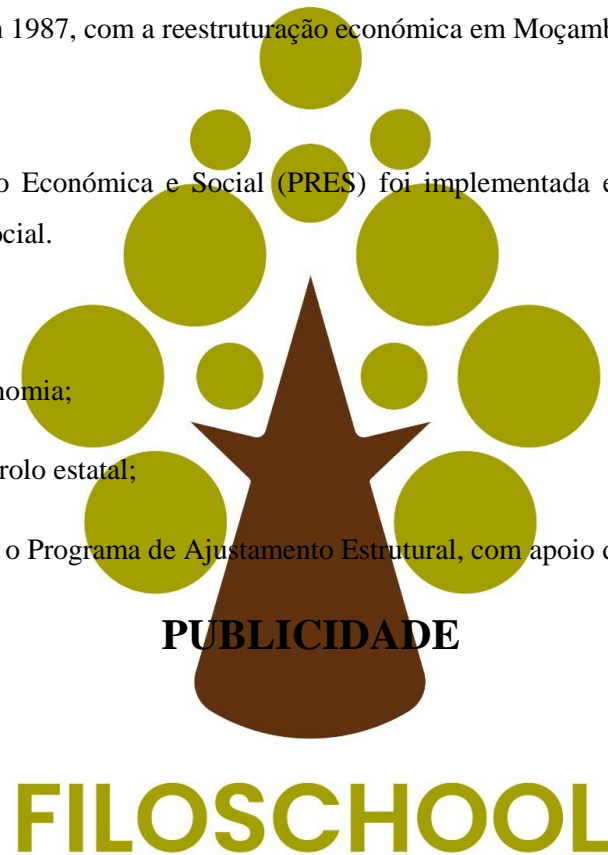 1987, com a reestruturação económica em Moçamb
o Económica e Social (PRES) foi implementada e
ocial.
nomia;
rolo estatal;
o Programa de Ajustamento Estrutural, com apoio
PUBLICIDADE
FILOSCHOOL